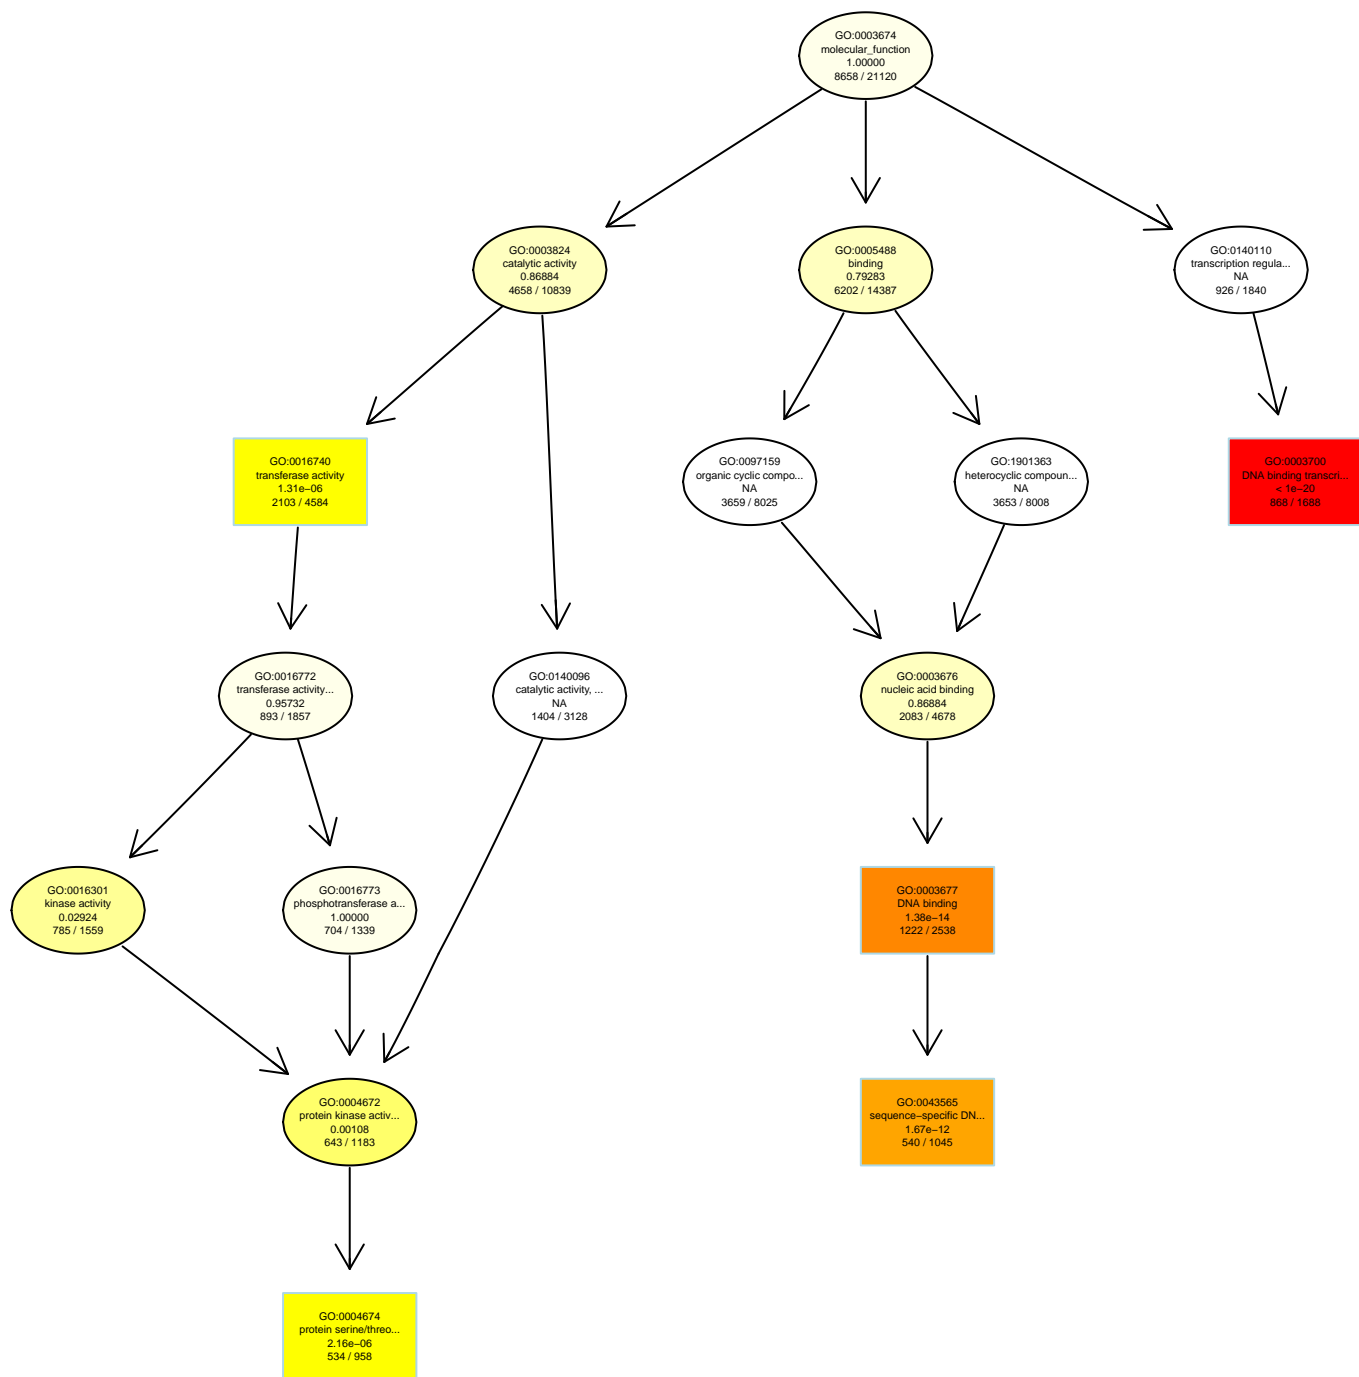 GO:0003674
molecular_function
1.00000
8658 / 21120
GO:0003824
catalytic activity
0.86884
4658 / 10839
GO:0005488
binding
0.79283
6202 / 14387
GO:0140110
transcription regula...
NA
926 / 1840
GO:0016740
transferase activity
1.31e−06
2103 / 4584
GO:0097159
organic cyclic compo...
NA
3659 / 8025
GO:1901363
heterocyclic compoun...
NA
3653 / 8008
GO:0003700
DNA binding transcri...
< 1e−20
868 / 1688
GO:0016772
transferase activity...
0.95732
893 / 1857
GO:0140096
catalytic activity, ...
NA
1404 / 3128
GO:0003676
nucleic acid binding
0.86884
2083 / 4678
GO:0016301
kinase activity
0.02924
785 / 1559
GO:0016773
phosphotransferase a...
1.00000
704 / 1339
GO:0003677
DNA binding
1.38e−14
1222 / 2538
GO:0004672
protein kinase activ...
0.00108
643 / 1183
GO:0043565
sequence−specific DN...
1.67e−12
540 / 1045
GO:0004674
protein serine/threo...
2.16e−06
534 / 958